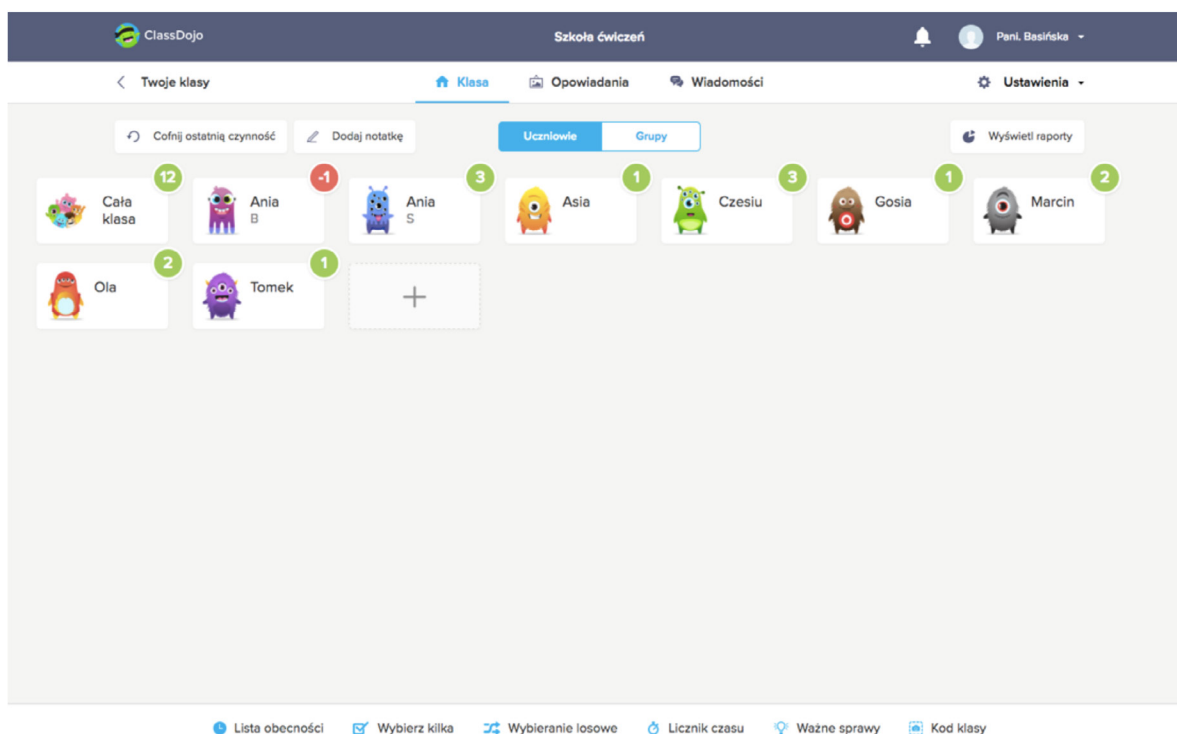 ClassDojo
Szkoła ćwiczeń
Pani. Basińska
Twoje klasy
Klasa
Opowiadania
Wiadomości
Ustawienia
Cofnij ostatnią czynność
Dodaj notatkę
Uczniowie
Grupy
Wyświetl raporty
12
Cała
klasa
-1
Ania
B
3
Ania
S
1
Asia
3
Czesiu
1
Gosia
2
Marcin
2
Ola
1
Tomek
Lista obecności
Wybierz kilka
Wybieranie losowe
Licznik czasu
Ważne sprawy
Kod klasy